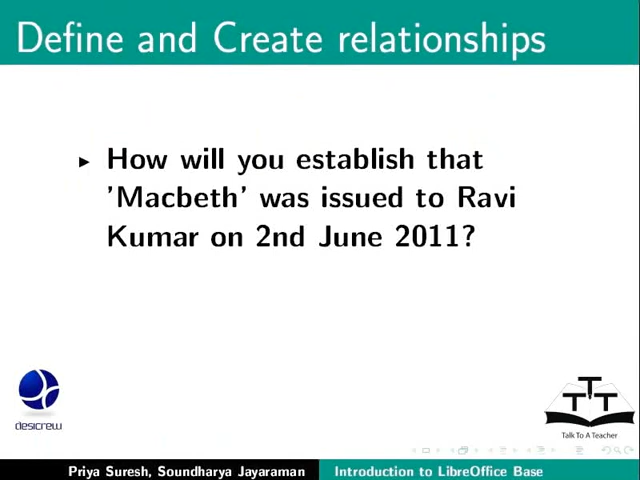 Define and Create relationships
How will you establish that
'Macbeth' was issued to Ravi
Kumar on 2nd June 2011?
desicrew
T T T
Talk To A Teacher
Priya Suresh, Soundharya Jayaraman
Introduction to LibreOffice Base